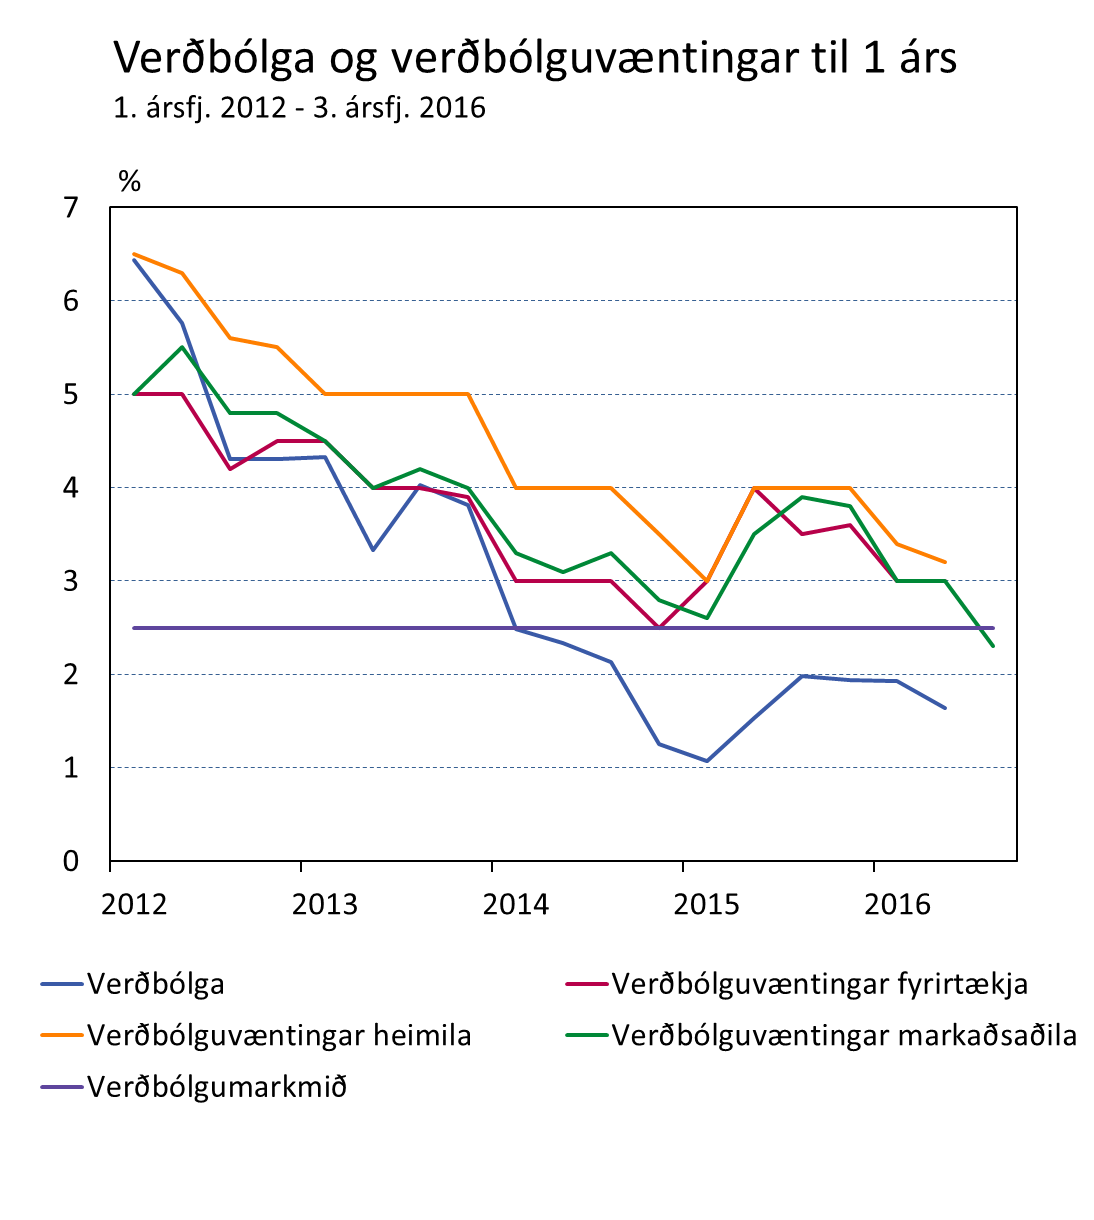 Verðbólga og verðbólguvæntingar til 1 árs
1. ársfj. 2012 - 3. ársfj. 2016
%
7
6
5
4
3
2
1
0
2012 2013 2014 2015 2016
Verðbólga Verðbólguvæntingar fyrirtækja
Verðbólguvæntingar heimila Verðbólguvæntingar markaðsaðila
Verðbólgumarkmið